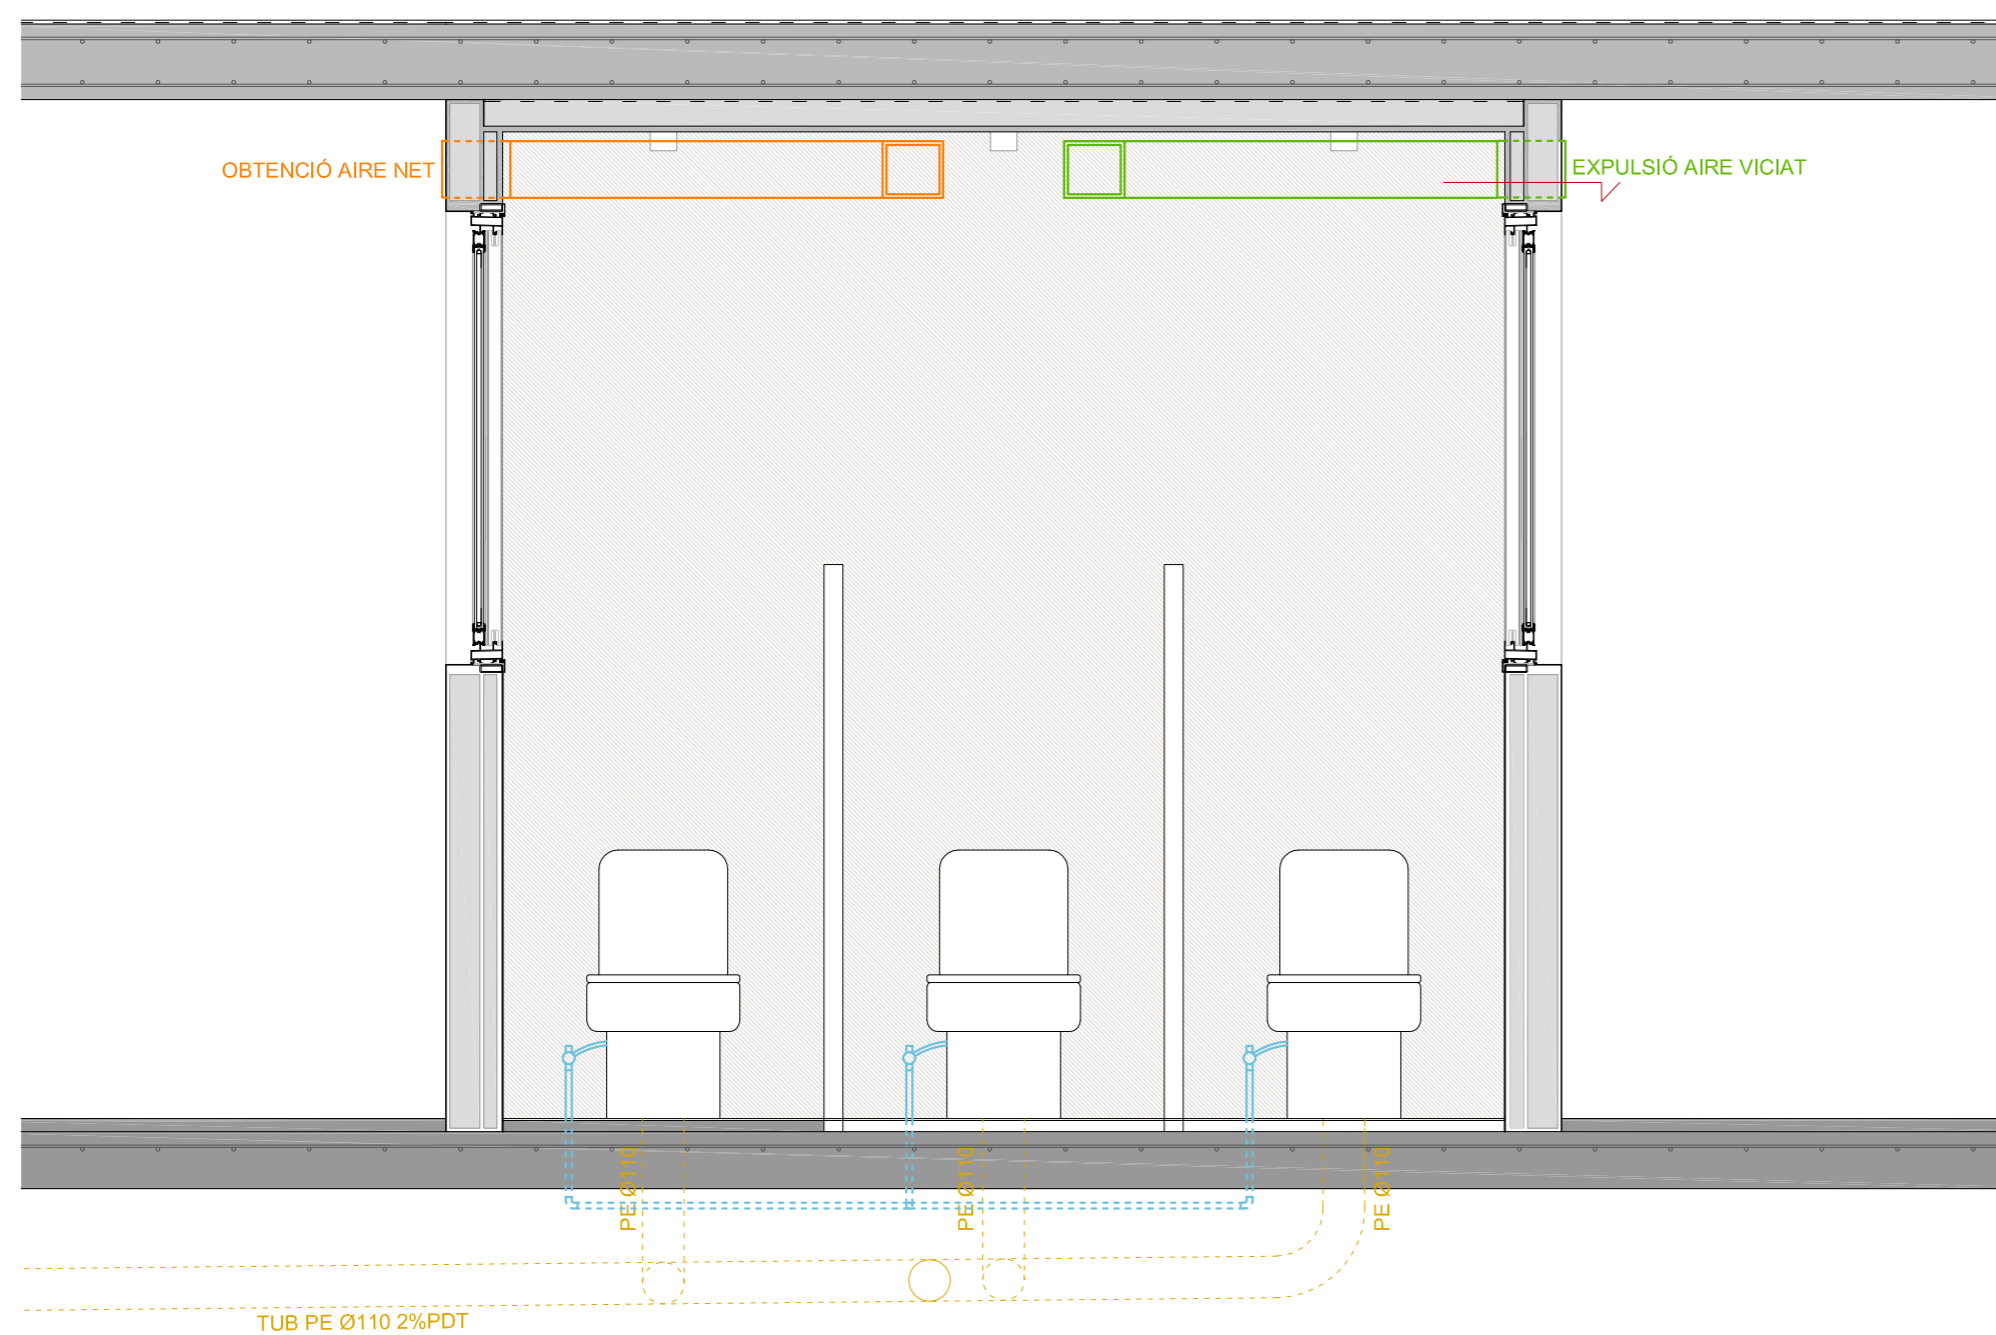 OBTENCIÓ AIRE NET
EXPULSIÓ AIRE VICIAT
PE Ø110
PE Ø110
PE Ø110
TUB PE Ø110 2%PDT